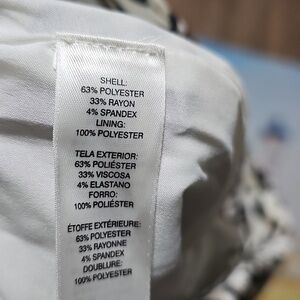 SHELL:
63% POLYESTER
33% RAYON
4% SPANDEX
LINING:
100% POLYESTER
TELA EXTERIOR:
63% POLIÉSTER
33% VISCOSA
4% ELASTANO
FORRO:
100% POLIÉSTER
ÉTOFFE EXTÉRIEURE:
63% POLYESTER
33% RAYONNE
4% SPANDEX
DOUBLURE:
100% POLYESTER